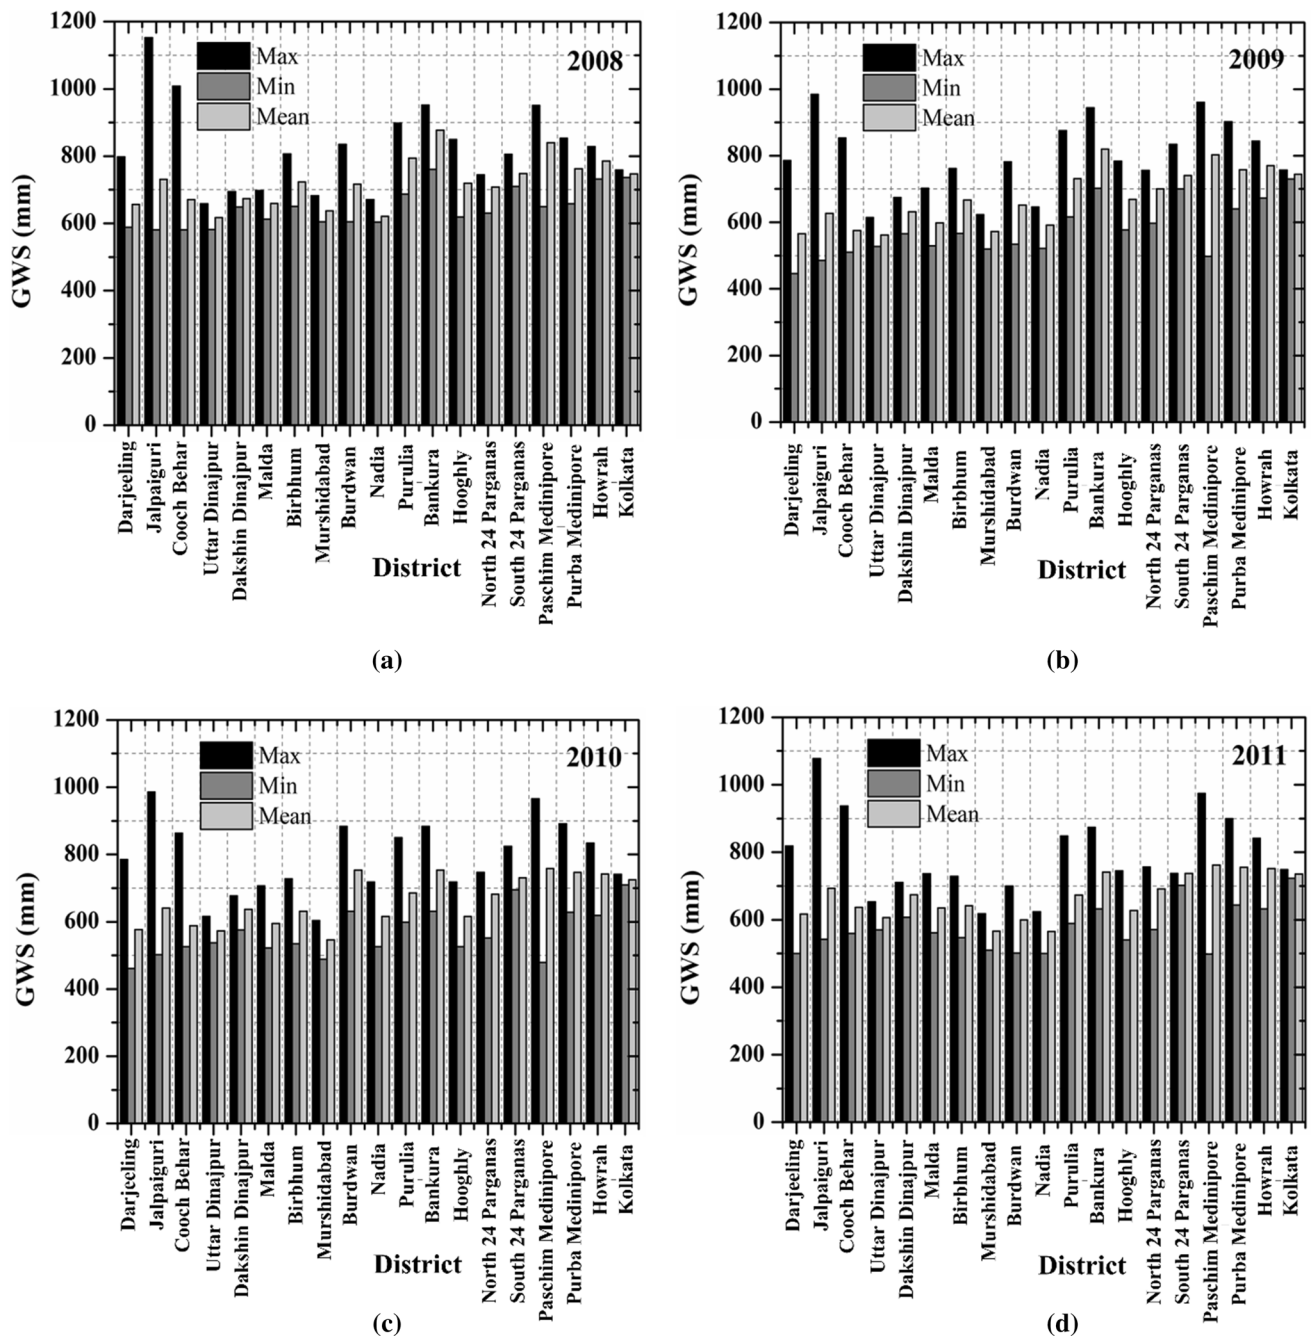 1200
1000
800
600
400
200
0
GWS (mm)
Max
Min
Mean
2008
Darjeeling
Jalpaiguri
Cooch Behar
Uttar Dinajpur
Dakshin Dinajpur
Malda
Birbhum
Murshidabad
Burdwan
Nadia
Purulia
Bankura
Hooghly
North 24 Parganas
South 24 Parganas
Paschim Medinipore
Purba Medinipore
Howrah
Kolkata
District
(a)
1200
1000
800
600
400
200
0
GWS (mm)
Max
Min
Mean
2009
Darjeeling
Jalpaiguri
Cooch Behar
Uttar Dinajpur
Dakshin Dinajpur
Malda
Birbhum
Murshidabad
Burdwan
Nadia
Purulia
Bankura
Hooghly
North 24 Parganas
South 24 Parganas
Paschim Medinipore
Purba Medinipore
Howrah
Kolkata
District
(b)
1200
1000
800
600
400
200
0
GWS (mm)
Max
Min
Mean
2010
Darjeeling
Jalpaiguri
Cooch Behar
Uttar Dinajpur
Dakshin Dinajpur
Malda
Birbhum
Murshidabad
Burdwan
Nadia
Purulia
Bankura
Hooghly
North 24 Parganas
South 24 Parganas
Paschim Medinipore
Purba Medinipore
Howrah
Kolkata
District
(c)
1200
1000
800
600
400
200
0
GWS (mm)
Max
Min
Mean
2011
Darjeeling
Jalpaiguri
Cooch Behar
Uttar Dinajpur
Dakshin Dinajpur
Malda
Birbhum
Murshidabad
Burdwan
Nadia
Purulia
Bankura
Hooghly
North 24 Parganas
South 24 Parganas
Paschim Medinipore
Purba Medinipore
Howrah
Kolkata
District
(d)